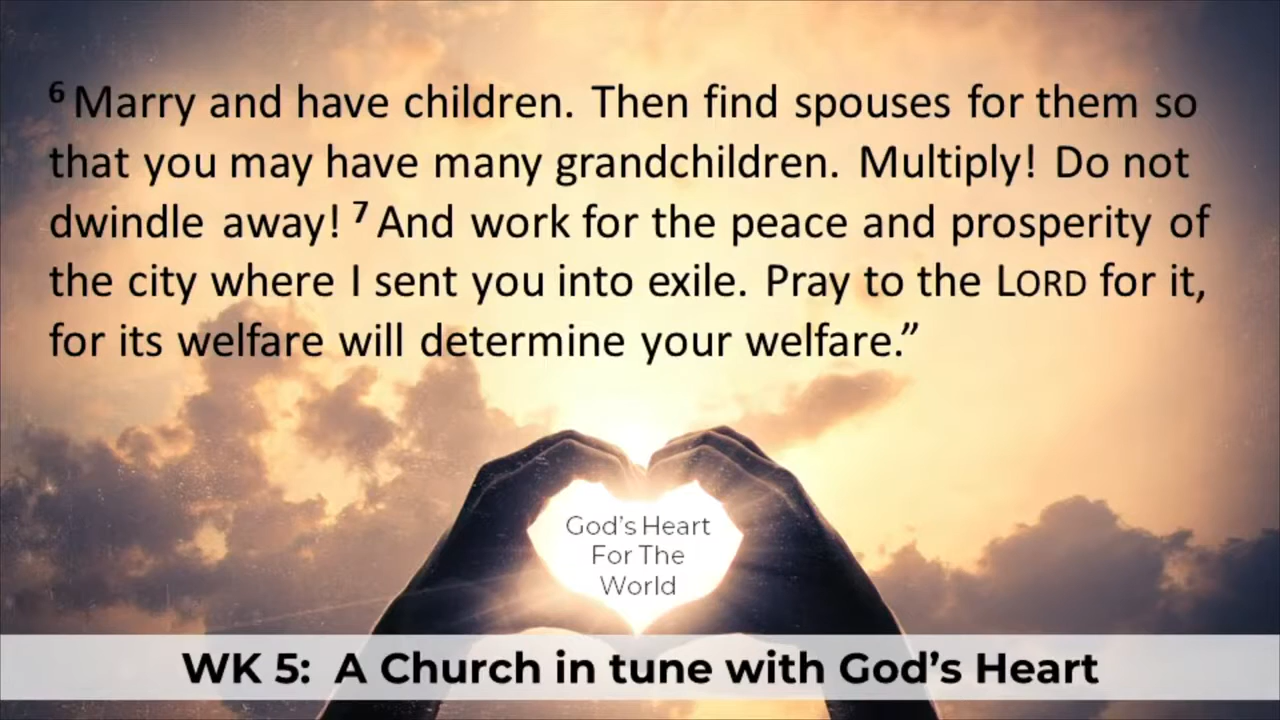 ⁶ Marry and have children. Then find spouses for them so
that you may have many grandchildren. Multiply! Do not
dwindle away! ⁷ And work for the peace and prosperity of
the city where I sent you into exile. Pray to the LORD for it,
for its welfare will determine your welfare.”
God’s Heart
For The
World
WK 5: A Church in tune with God’s Heart